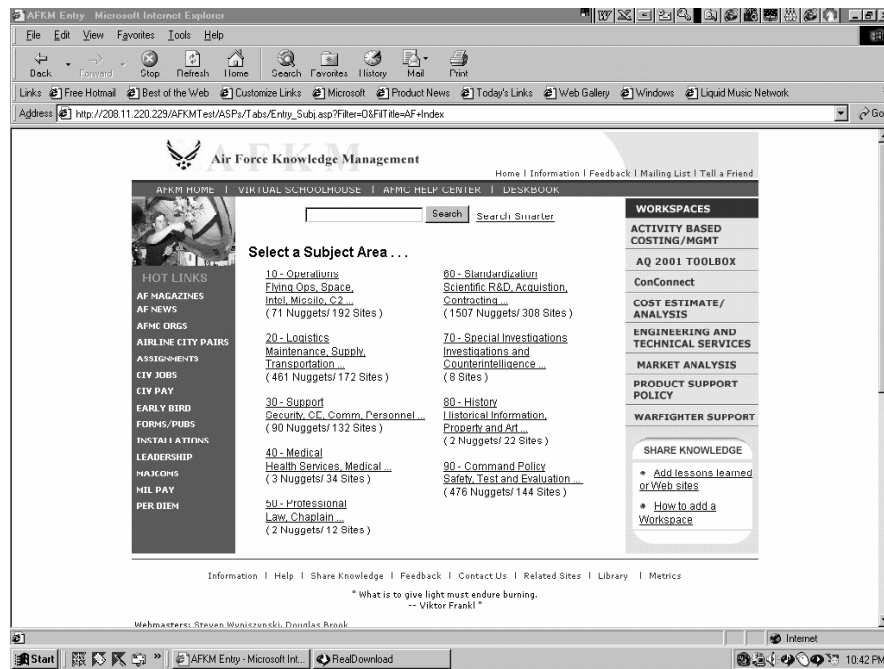 AFKM Entry - Microsoft Internet Explorer
File Edit View Favorites Tools Help
Back Forward Stop Refresh Home Search Favorites History Mail Print
Links Free Hotmail Best of the Web Customize Links Microsoft Product News Today's Links Web Gallery Windows Liquid Music Network
Address http://208.11.220.229/AFKMTest/ASPs/Tabs/Entry_Subj.asp?Filter=0&FilTitle=AF+Index Go
AFKM
Air Force Knowledge Management
Home | Information | Feedback | Mailing List | Tell a Friend
AFKM HOME | VIRTUAL SCHOOLHOUSE | AFMC HELP CENTER | DESKBOOK
Search Search Smarter
Select a Subject Area . . .
HOT LINKS
AF MAGAZINES
AF NEWS
AFMC ORGS
AIRLINE CITY PAIRS
ASSIGNMENTS
CIV JOBS
CIV PAY
EARLY BIRD
FORMS/PUBS
INSTALLATIONS
LEADERSHIP
MAJCOMS
MIL PAY
PER DIEM
10 - Operations
Flying Ops, Space,
Intel, Missile, C2 ...
( 71 Nuggets/ 192 Sites )
20 - Logistics
Maintenance, Supply,
Transportation ...
( 461 Nuggets/ 172 Sites )
30 - Support
Security, CE, Comm, Personnel ...
( 90 Nuggets/ 132 Sites )
40 - Medical
Health Services, Medical ...
( 3 Nuggets/ 34 Sites )
50 - Professional
Law, Chaplain ...
( 2 Nuggets/ 12 Sites )
60 - Standardization
Scientific R&D, Acquistion,
Contracting ...
( 1507 Nuggets/ 308 Sites )
70 - Special Investigations
Investigations and
Counterintelligence ...
( 8 Sites )
80 - History
Historical Information,
Property and Art ...
( 2 Nuggets/ 22 Sites )
90 - Command Policy
Safety, Test and Evaluation ...
( 476 Nuggets/ 144 Sites )
WORKSPACES
ACTIVITY BASED
COSTING/MGMT
AQ 2001 TOOLBOX
ConConnect
COST ESTIMATE/
ANALYSIS
ENGINEERING AND
TECHNICAL SERVICES
MARKET ANALYSIS
PRODUCT SUPPORT
POLICY
WARFIGHTER SUPPORT
SHARE KNOWLEDGE
Add lessons learned
or Web sites
How to add a
Workspace
Information | Help | Share Knowledge | Feedback | Contact Us | Related Sites | Library | Metrics
" What is to give light must endure burning.
-- Viktor Frankl "
Webmasters: Steven Wyniszynski, Douglas Brook
Internet
Start AFKM Entry - Microsoft Int... RealDownload 10:42 PM